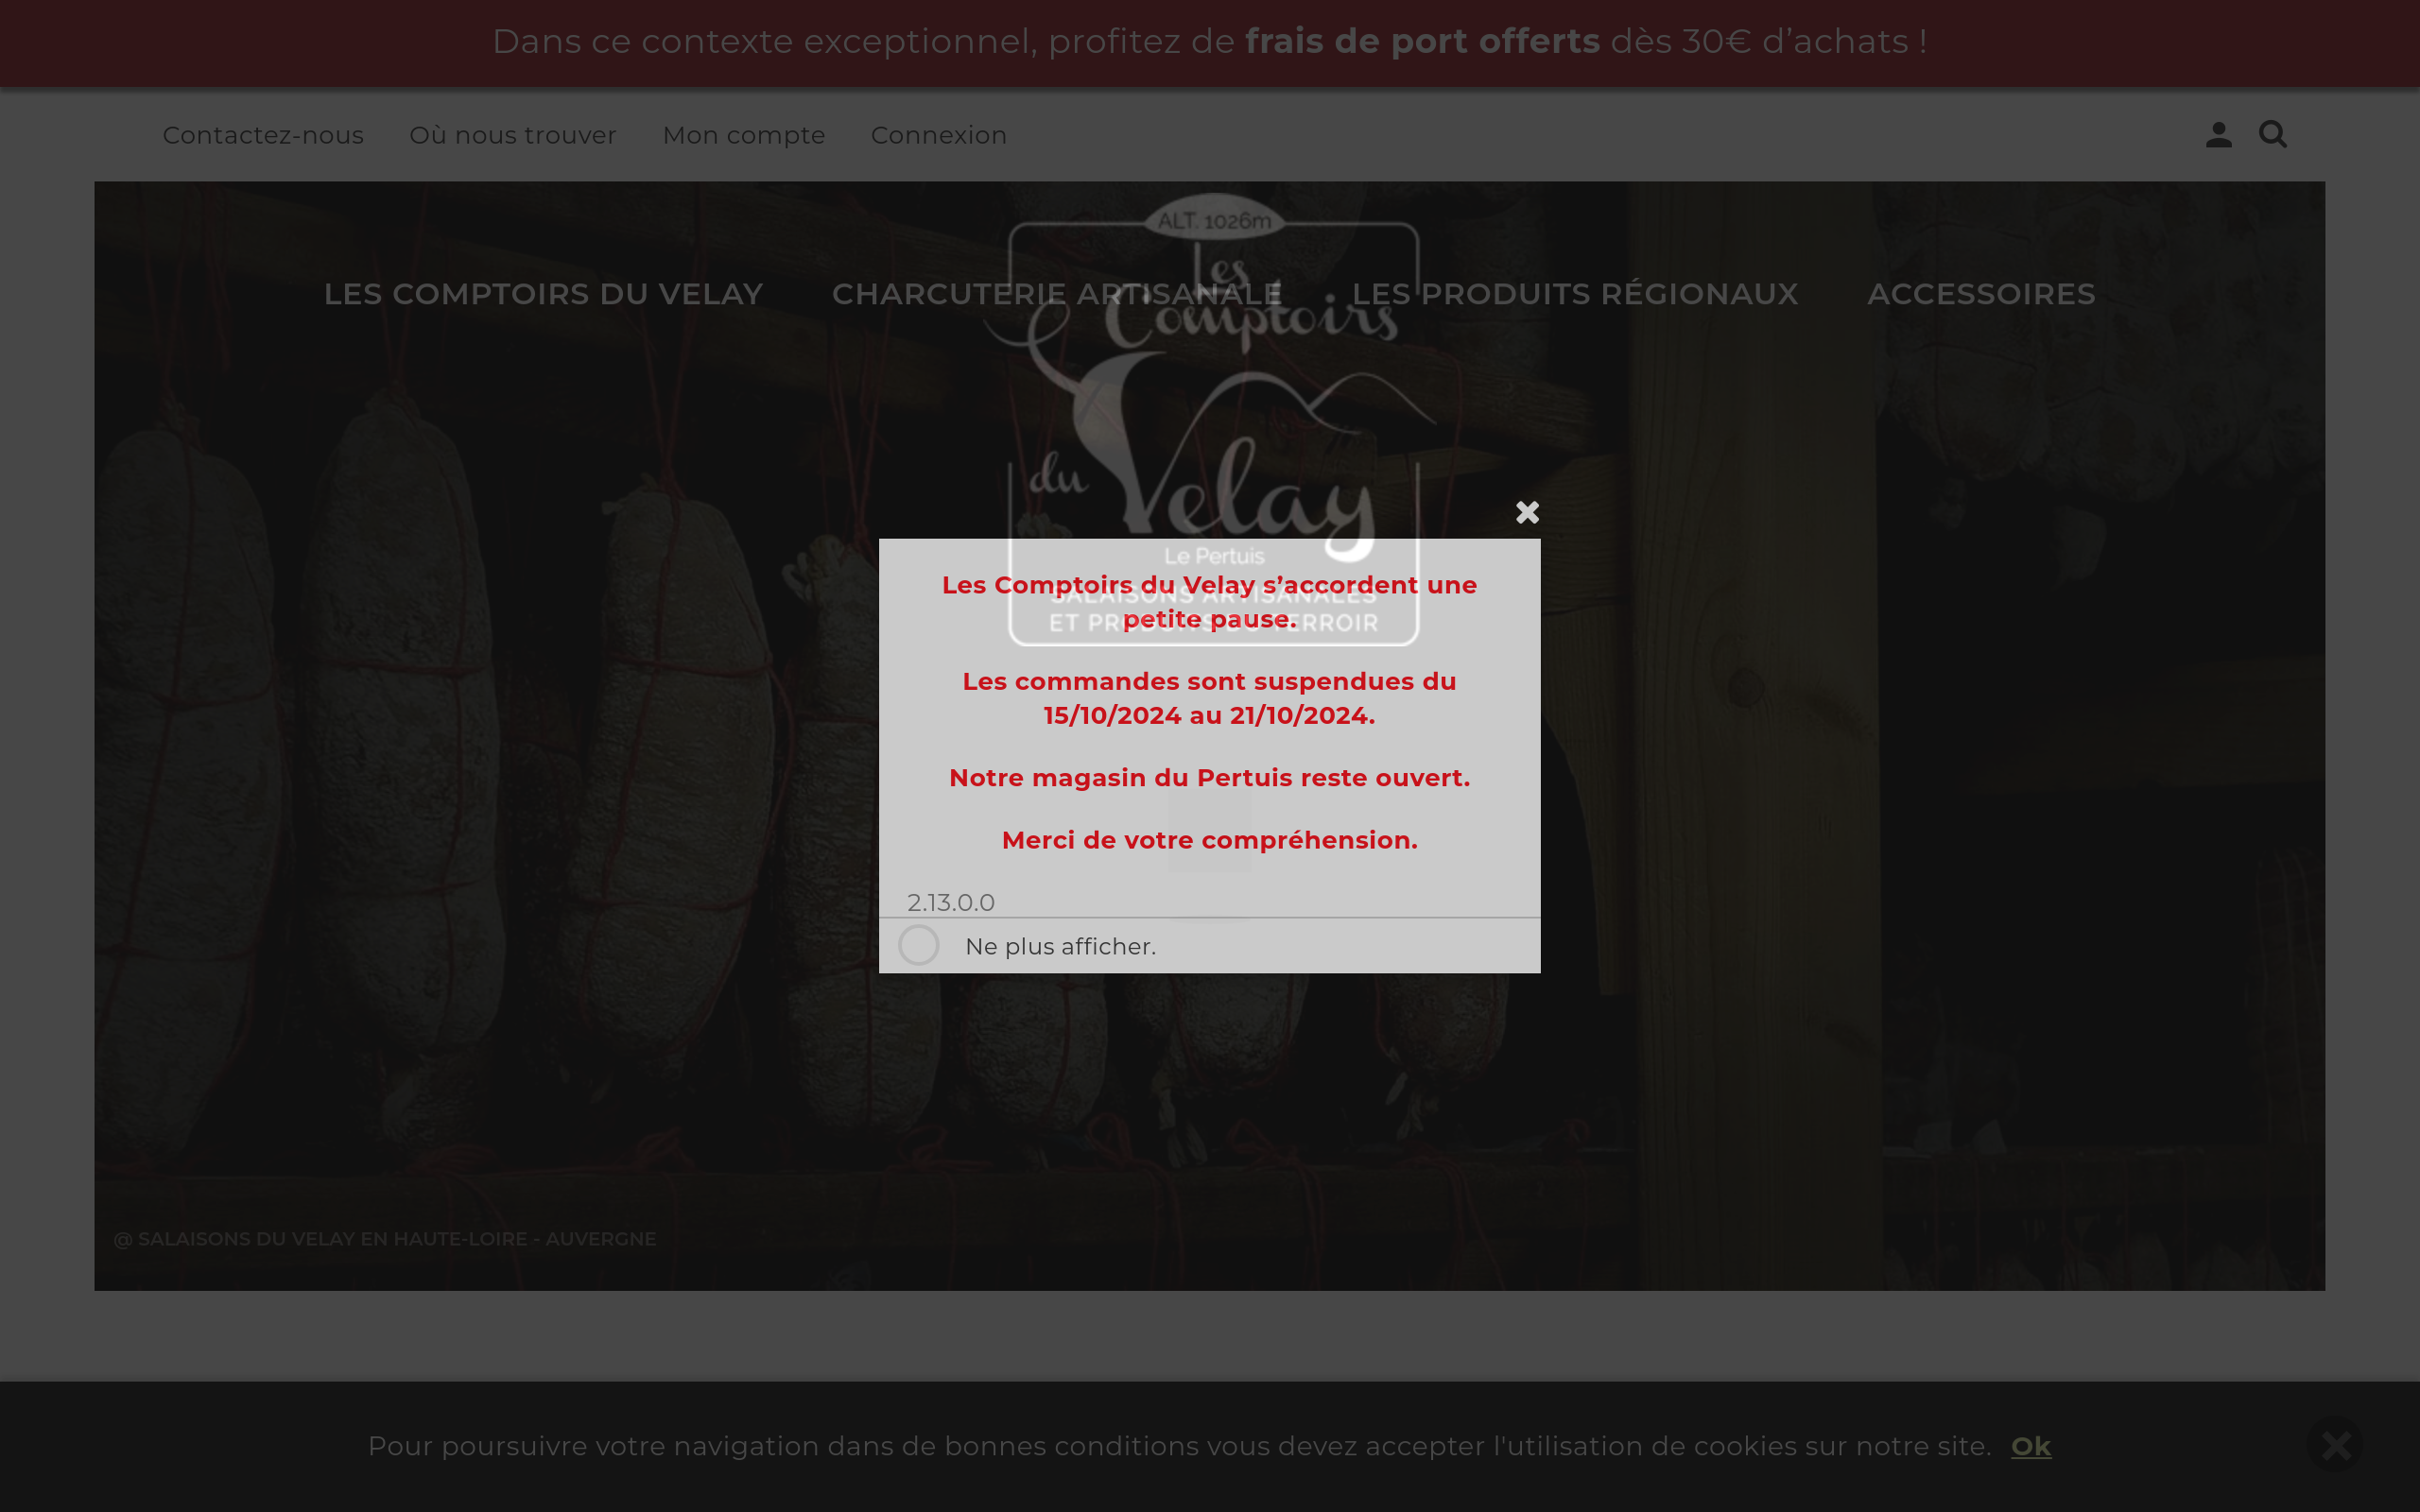 Dans ce contexte exceptionnel, profitez de frais de port offerts dès 30€ d’achats !
Contactez-nous
Où nous trouver
Mon compte
Connexion
ALT. 1026m
Les
Comptoirs
du Velay
Le Pertuis
SALAISONS ARTISANALES
ET PRODUITS DU TERROIR
LES COMPTOIRS DU VELAY
CHARCUTERIE ARTISANALE
LES PRODUITS RÉGIONAUX
ACCESSOIRES
Les Comptoirs du Velay s’accordent une
petite pause.
Les commandes sont suspendues du
15/10/2024 au 21/10/2024.
Notre magasin du Pertuis reste ouvert.
Merci de votre compréhension.
2.13.0.0
Ne plus afficher.
@ SALAISONS DU VELAY EN HAUTE-LOIRE - AUVERGNE
Pour poursuivre votre navigation dans de bonnes conditions vous devez accepter l'utilisation de cookies sur notre site. Ok